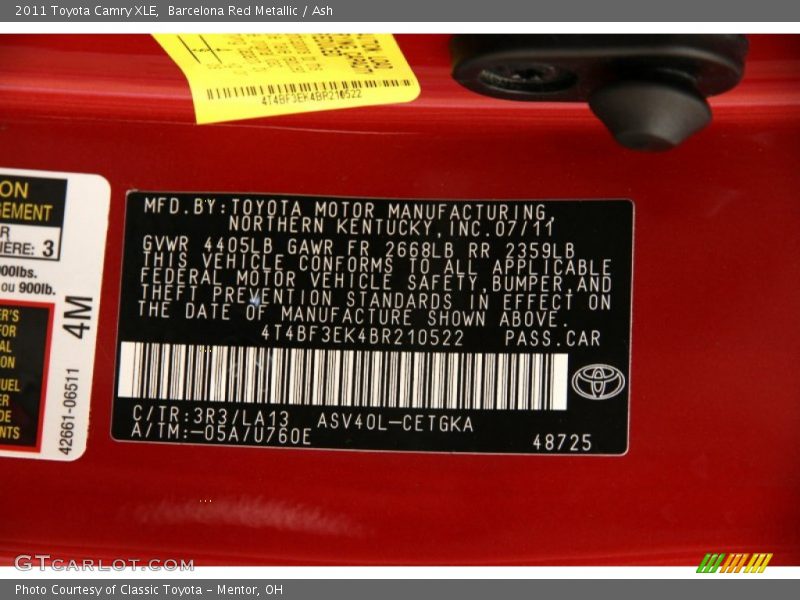 2011 Toyota Camry XLE,  Barcelona Red Metallic / Ash
4T4BF3EK4BR210522
ON
GEMENT
IÈRE: 3
900lbs.
ou 900lb.
4M
42661-06511
MFD.BY:TOYOTA MOTOR MANUFACTURING,
NORTHERN KENTUCKY,INC.07/11
GVWR 4405LB GAWR FR 2668LB RR 2359LB
THIS VEHICLE CONFORMS TO ALL APPLICABLE
FEDERAL MOTOR VEHICLE SAFETY,BUMPER,AND
THEFT PREVENTION STANDARDS IN EFFECT ON
THE DATE OF MANUFACTURE SHOWN ABOVE.
4T4BF3EK4BR210522 PASS.CAR
C/TR:3R3/LA13 ASV40L-CETGKA
A/TM:-05A/U760E
48725
GTCARLOT.COM
Photo Courtesy of Classic Toyota - Mentor, OH